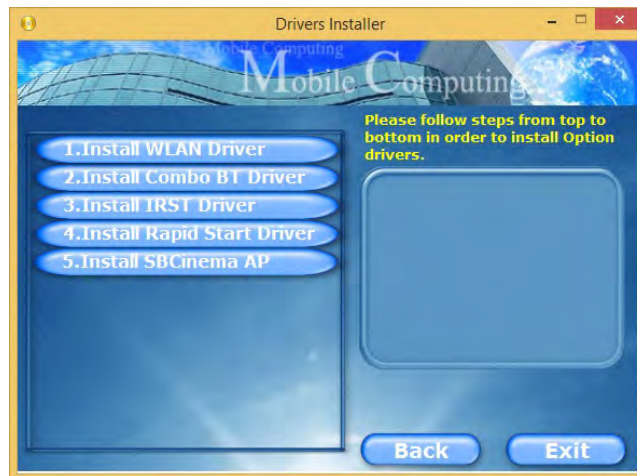 Drivers Installer
Mobile Computing
Mobile Computing
Please follow steps from top to
bottom in order to install Option
drivers.
1.Install WLAN Driver
2.Install Combo BT Driver
3.Install IRST Driver
4.Install Rapid Start Driver
5.Install SBCinema AP
Back
Exit